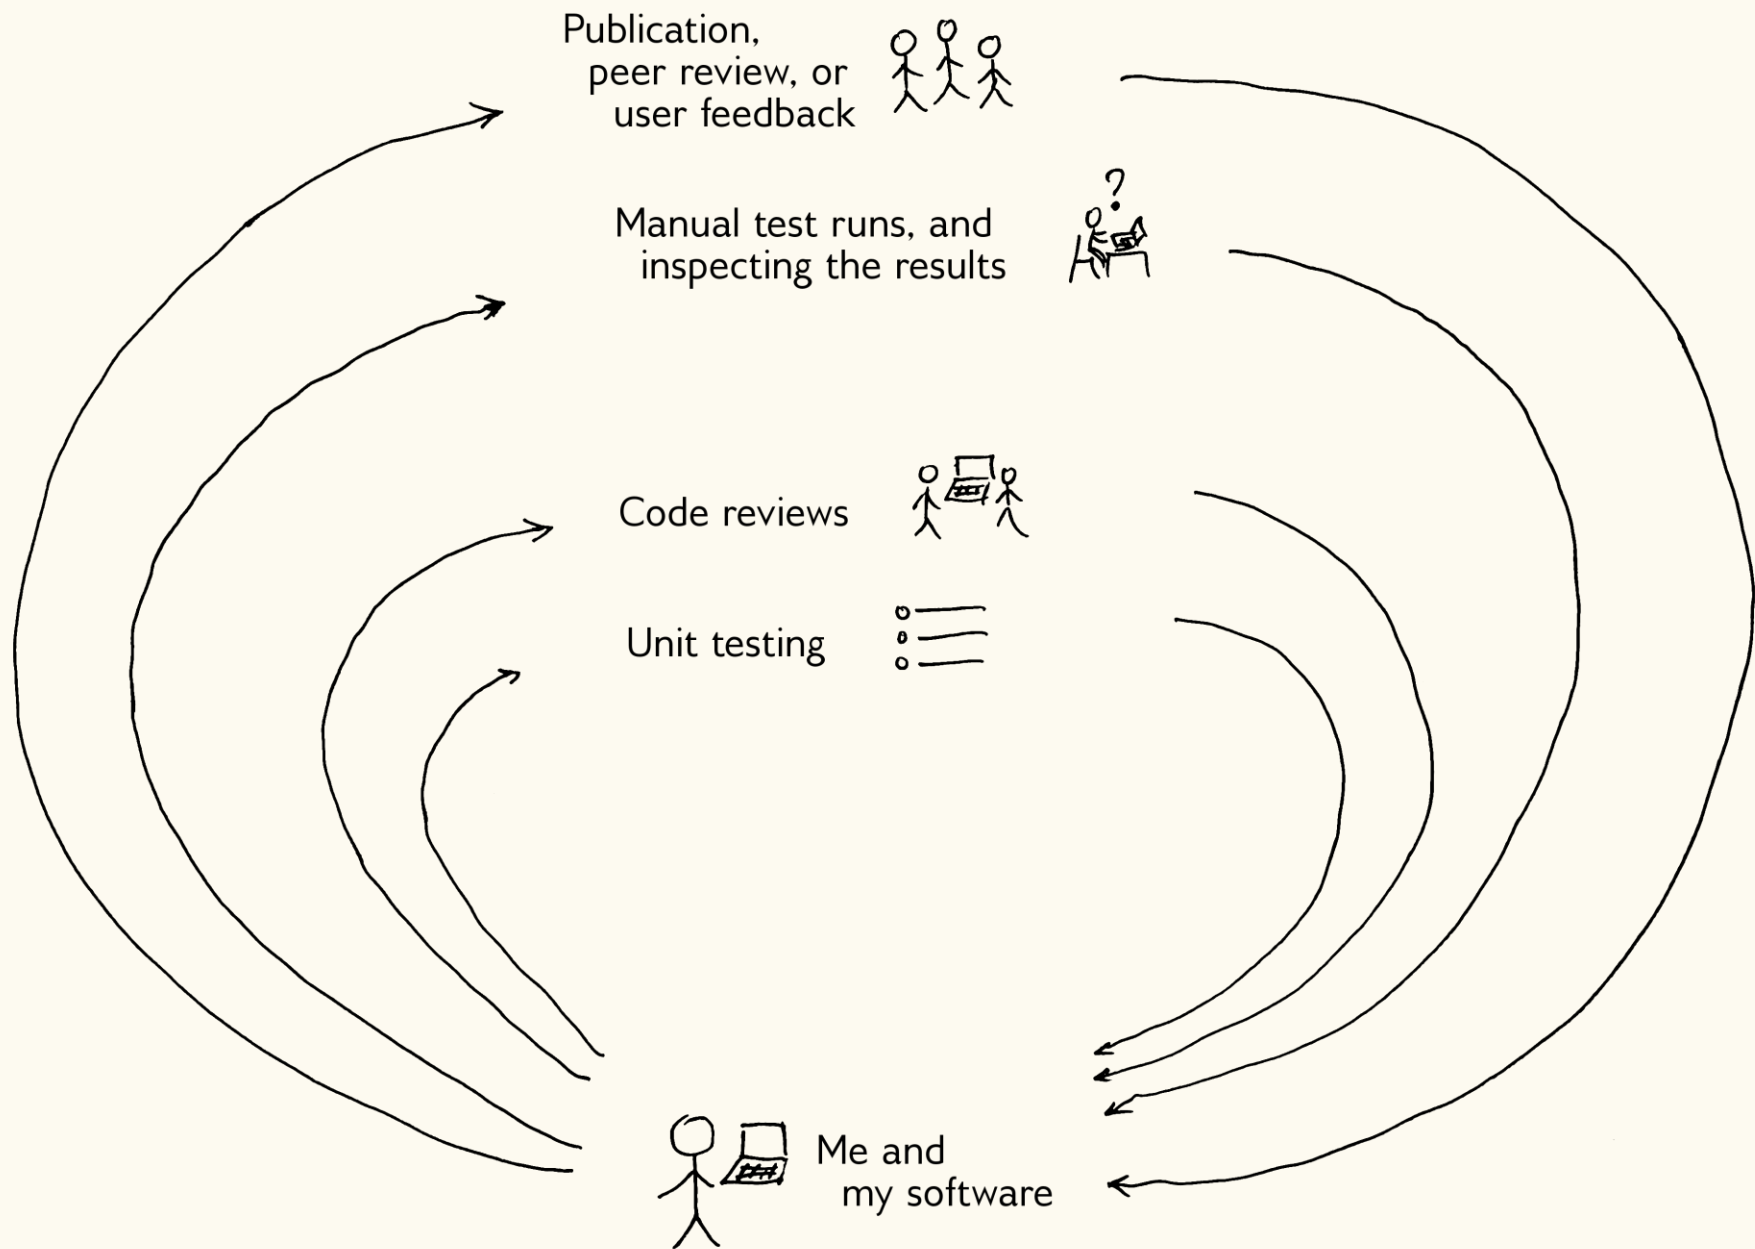 Publication,
peer review, or
user feedback
?
Manual test runs, and
inspecting the results
Code reviews
Unit testing
Me and
my software